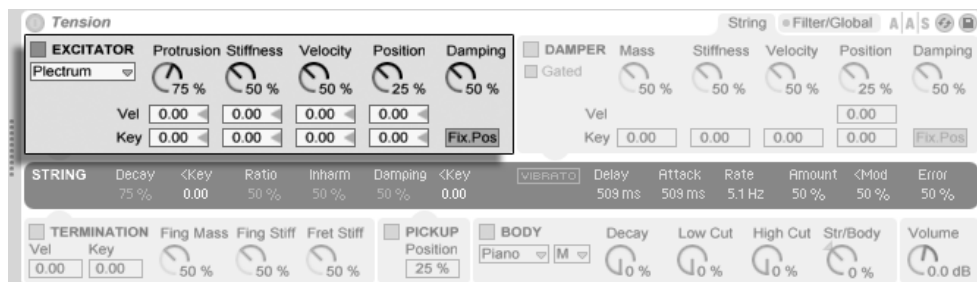 Tension
String Filter/Global A A S
EXCITATOR Protrusion Stiffness Velocity Position Damping
Plectrum
75 % 50 % 50 % 25 % 50 %
Vel 0.00 0.00 0.00 0.00
Key 0.00 0.00 0.00 0.00 Fix.Pos
DAMPER Mass Stiffness Velocity Position Damping
Gated
50 % 50 % 50 % 25 % 50 %
Vel 0.00
Key 0.00 0.00 0.00 0.00 Fix.Pos
STRING Decay <Key Ratio Inharm Damping <Key VIBRATO Delay Attack Rate Amount <Mod Error
75 % 0.00 50 % 50 % 50 % 0.00 509 ms 509 ms 5.1 Hz 50 % 50 % 50 %
TERMINATION Fing Mass Fing Stiff Fret Stiff
Vel Key
0.00 0.00 50 % 50 % 50 %
PICKUP
Position
25 %
BODY Decay Low Cut High Cut Str/Body
Piano M
0 % 0 % 0 % 0 %
Volume
0.0 dB